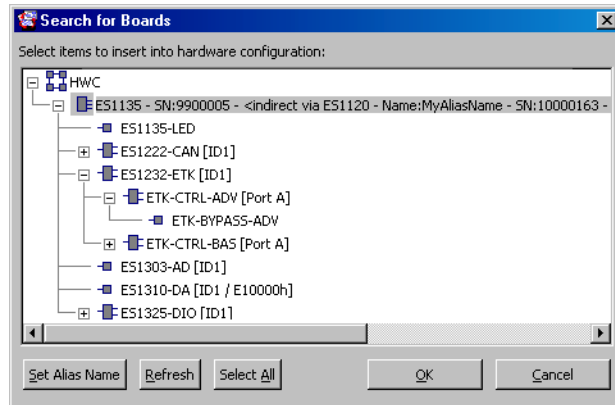 Search for Boards
Select items to insert into hardware configuration:
HWC
ES1135 - SN:9900005 - <indirect via ES1120 - Name:MyAliasName - SN:10000163 -
ES1135-LED
ES1222-CAN [ID1]
ES1232-ETK [ID1]
ETK-CTRL-ADV [Port A]
ETK-BYPASS-ADV
ETK-CTRL-BAS [Port A]
ES1303-AD [ID1]
ES1310-DA [ID1 / E10000h]
ES1325-DIO [ID1]
Set Alias Name Refresh Select All OK Cancel